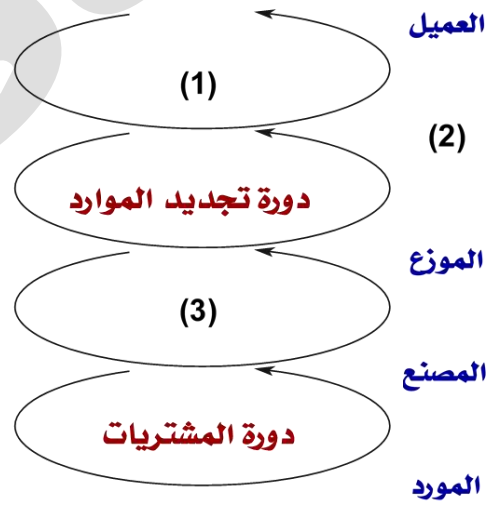 العميل
(1)
(2)
دورة تجديد الموارد
الموزع
(3)
المصنع
دورة المشتريات
المورد